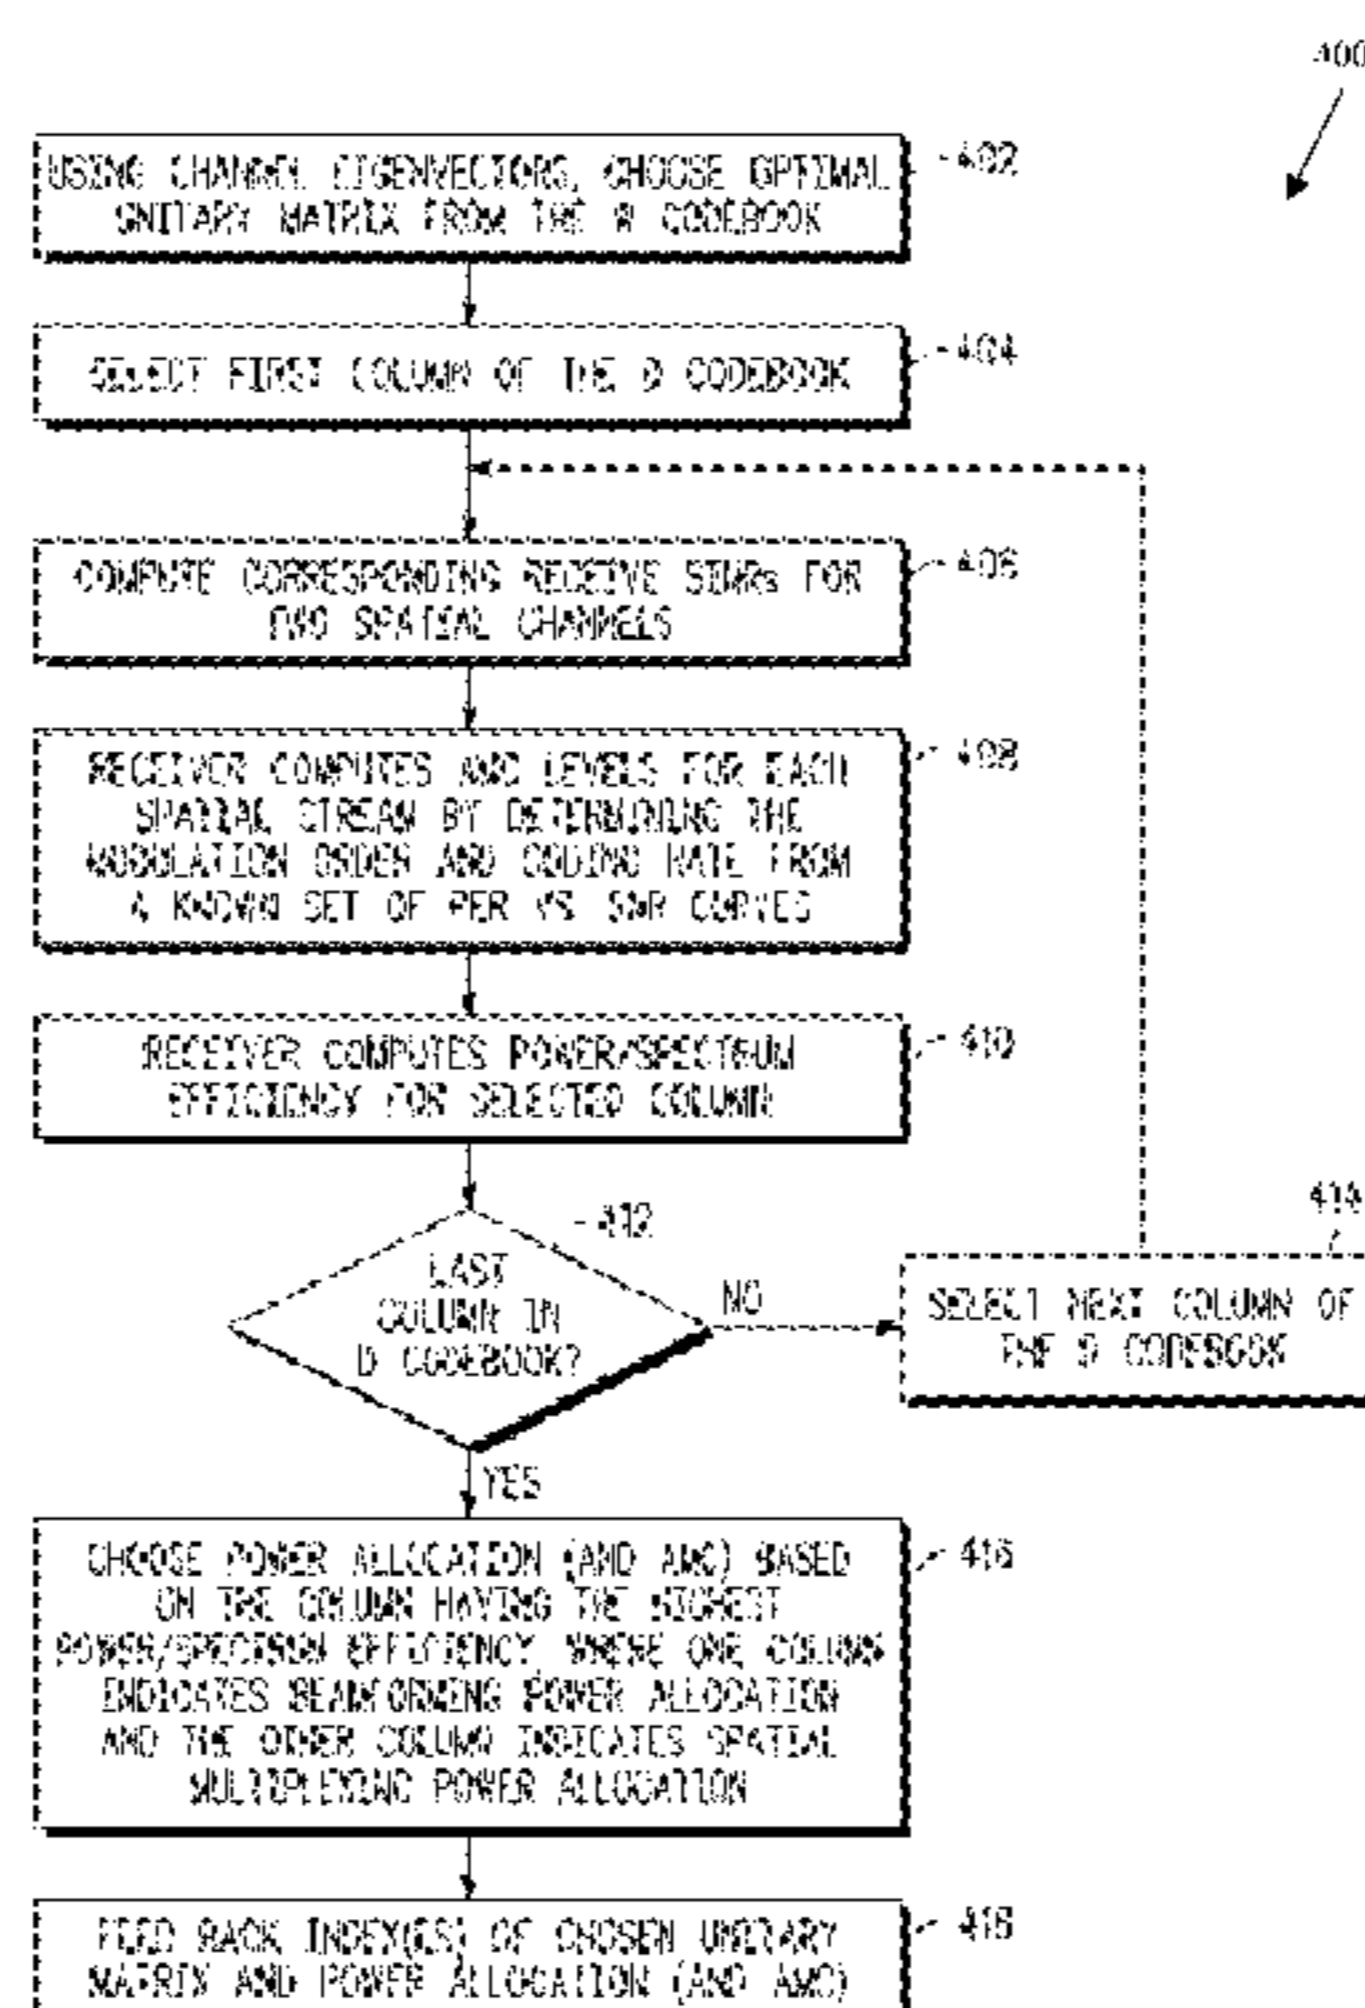 400
USING CHANNEL EIGENVECTORS, CHOOSE OPTIMAL
UNITARY MATRIX FROM THE CODEBOOK
402
SELECT FIRST COLUMN OF THE D CODEBOOK
404
COMPUTE CORRESPONDING RECEIVE SINRs FOR
TWO SPATIAL CHANNELS
406
RECEIVER COMPUTES AMC LEVELS FOR EACH
SPATIAL STREAM BY DETERMINING THE
MODULATION ORDER AND CODING RATE FROM
A KNOWN SET OF PER VS. SNR CURVES
408
RECEIVER COMPUTES POWER/SPECTRUM
EFFICIENCY FOR SELECTED COLUMN
410
412
LAST
COLUMN IN
D CODEBOOK?
NO
414
SELECT NEXT COLUMN OF
THE D CODEBOOK
YES
CHOOSE POWER ALLOCATION (AND AMC) BASED
ON THE COLUMN HAVING THE HIGHEST
POWER/SPECTRUM EFFICIENCY, WHERE ONE COLUMN
INDICATES BEAMFORMING POWER ALLOCATION
AND THE OTHER COLUMN INDICATES SPATIAL
MULTIPLEXING POWER ALLOCATION
416
FEED BACK INDEX(ES) OF CHOSEN UNITARY
MATRIX AND POWER ALLOCATION (AND AMC)
418